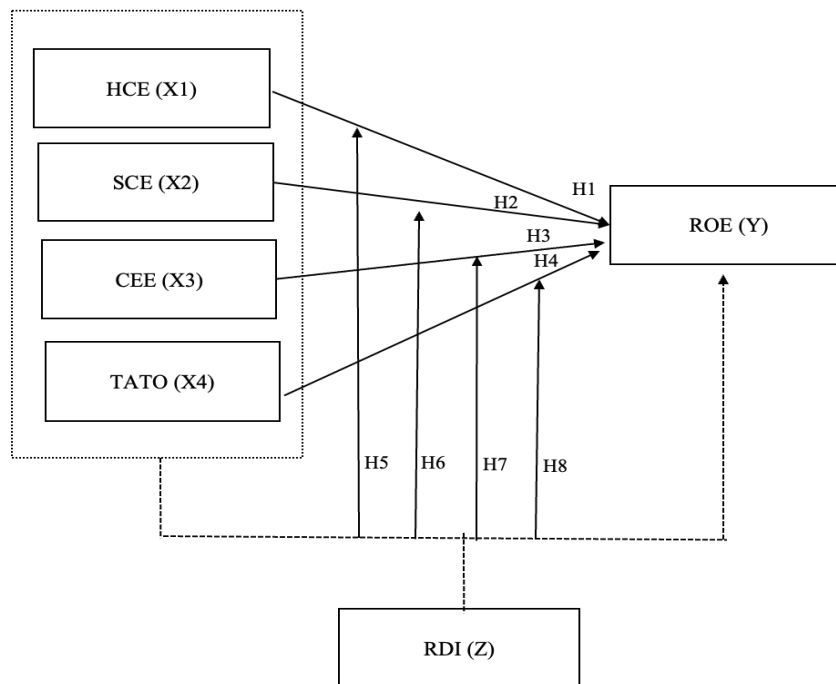 HCE (X1)
SCE (X2)
CEE (X3)
TATO (X4)
H1
H2
H3
H4
ROE (Y)
H5
H6
H7
H8
RDI (Z)